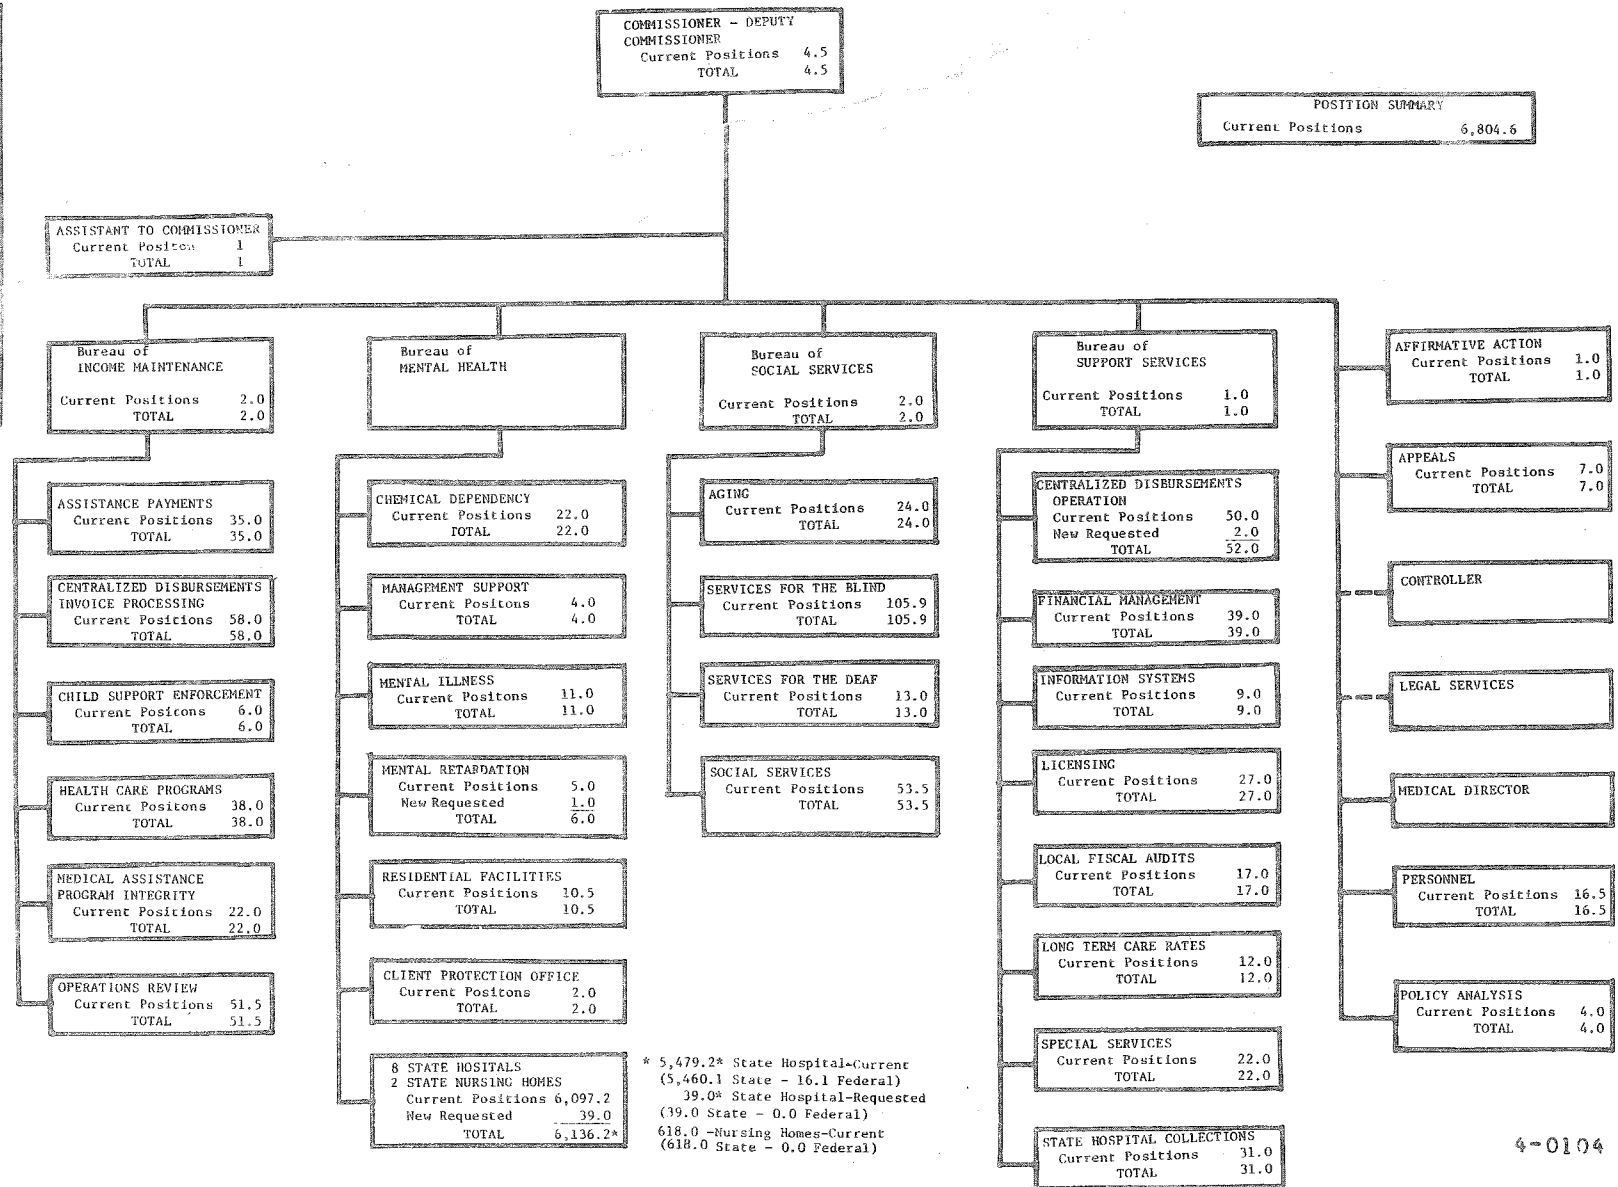 COMMISSIONER - DEPUTY
COMMISSIONER
Current Positions 4.5
TOTAL 4.5
POSITION SUMMARY
Current Positions 6,804.6
ASSISTANT TO COMMISSIONER
Current 1
TOTAL 1
Bureau of
INCOME MAINTENANCE
Current Positions 2.0
TOTAL 2.0
ASSISTANCE PAYMENTS
Current Positions 35.0
TOTAL 35.0
CENTRALIZED DISBURSEMENTS
INVOICE PROCESSING
Current Positions 58.0
TOTAL 58.0
CHILD SUPPORT ENFORCEMENT
Current Positons 6.0
TOTAL 6.0
HEALTH CARE PROGRAMS
Current Positons 38.0
TOTAL 38.0
MEDICAL ASSISTANCE
PROGRAM INTEGRITY
Current Positions 22.0
TOTAL 22.0
OPERATIONS REVIEW
Current Positions 51.5
TOTAL 51.5
Bureau of
MENTAL HEALTH
CHEMICAL DEPENDENCY
Current Positions 22.0
TOTAL 22.0
MANAGEMENT SUPPORT
Current Positons 4.0
TOTAL 4.0
MENTAL ILLNESS
Current Positons 11.0
TOTAL 11.0
MENTAL RETARDATION
Current Positions 5.0
New Requested 1.0
TOTAL 6.0
RESIDENTIAL FACILITIES
Current Positions 10.5
TOTAL 10.5
CLIENT PROTECTION OFFICE
Current Positons 2.0
TOTAL 2.0
8 STATE HOSITALS
2 STATE NURSING HOMES
Current Positions 6,097.2
New Requested 39.0
TOTAL 6,136.2*
* 5,479.2* State Hospital-Current
(5,460.1 State - 16.1 Federal)
39.0* State Hospital-Requested
(39.0 State - 0.0 Federal)
618.0 -Nursing Homes-Current
(618.0 State - 0.0 Federal)
Bureau of
SOCIAL SERVICES
Current Positions 2.0
TOTAL 2.0
AGING
Current Positions 24.0
TOTAL 24.0
SERVICES FOR THE BLIND
Current Positions 105.9
TOTAL 105.9
SERVICES FOR THE DEAF
Current Positions 13.0
TOTAL 13.0
SOCIAL SERVICES
Current Positions 53.5
TOTAL 53.5
Bureau of
SUPPORT SERVICES
Current Positions 1.0
TOTAL 1.0
CENTRALIZED DISBURSEMENTS
OPERATION
Current Positions 50.0
New Requested 2.0
TOTAL 52.0
FINANCIAL MANAGEMENT
Current Positions 39.0
TOTAL 39.0
INFORMATION SYSTEMS
Current Positions 9.0
TOTAL 9.0
LICENSING
Current Positions 27.0
TOTAL 27.0
LOCAL FISCAL AUDITS
Current Positions 17.0
TOTAL 17.0
LONG TERM CARE RATES
Current Positions 12.0
TOTAL 12.0
SPECIAL SERVICES
Current Positions 22.0
TOTAL 22.0
STATE HOSPITAL COLLECTIONS
Current Positions 31.0
TOTAL 31.0
AFFIRMATIVE ACTION
Current Positions 1.0
TOTAL 1.0
APPEALS
Current Positions 7.0
TOTAL 7.0
CONTROLLER
LEGAL SERVICES
MEDICAL DIRECTOR
PERSONNEL
Current Positions 16.5
TOTAL 16.5
POLICY ANALYSIS
Current Positions 4.0
TOTAL 4.0
4-0104